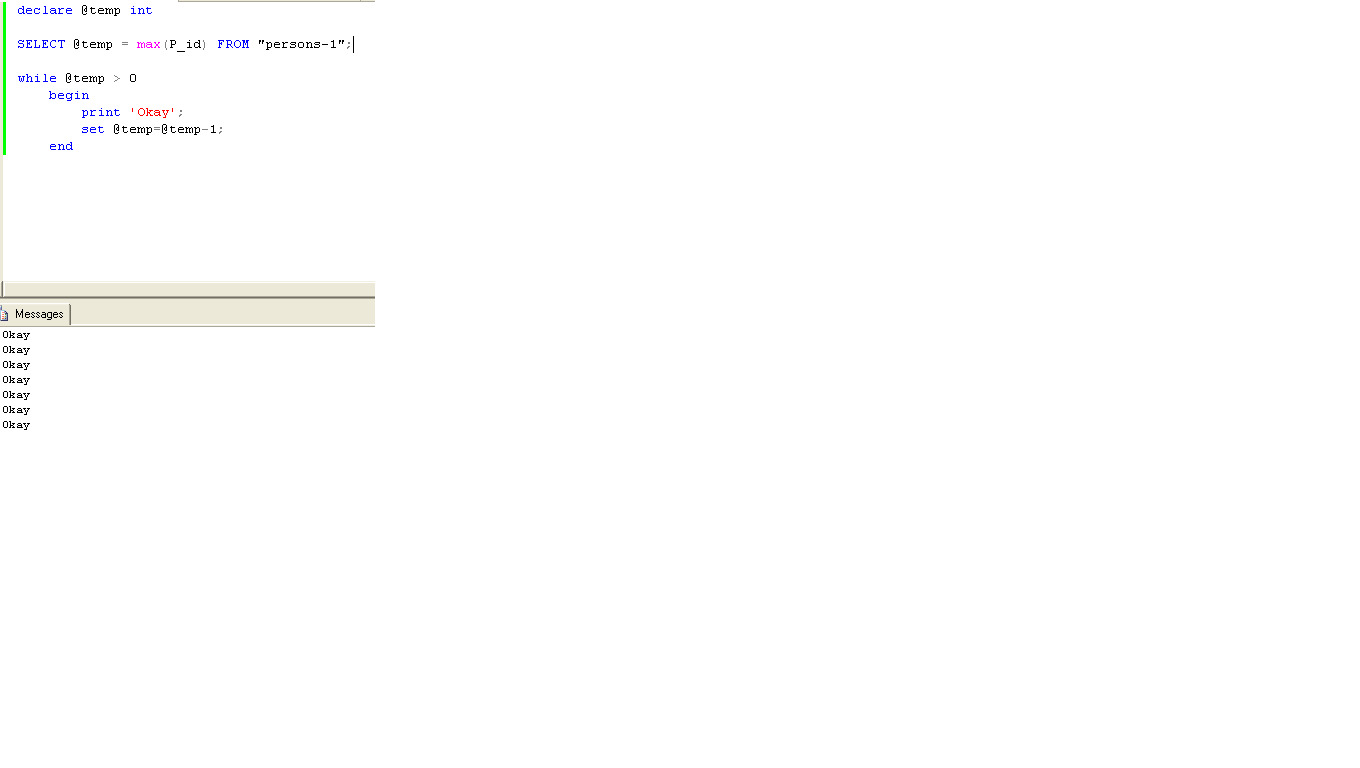 declare @temp int
SELECT @temp = max(P_id) FROM "persons-1";
while @temp > 0
begin
print 'Okay';
set @temp=@temp-1;
end
Messages
Okay
Okay
Okay
Okay
Okay
Okay
Okay